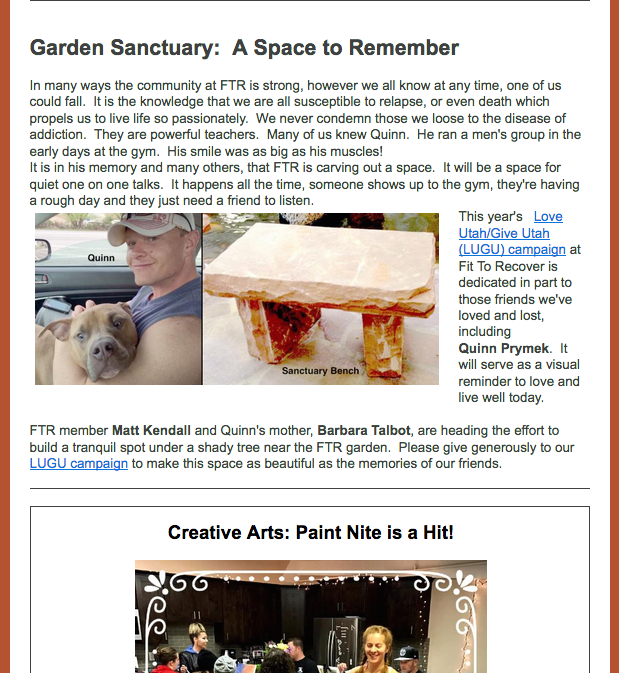 Garden Sanctuary:  A Space to Remember
In many ways the community at FTR is strong, however we all know at any time, one of us
could fall.  It is the knowledge that we are all susceptible to relapse, or even death which
propels us to live life so passionately.  We never condemn those we loose to the disease of
addiction.  They are powerful teachers.  Many of us knew Quinn.  He ran a men's group in the
early days at the gym.  His smile was as big as his muscles!
It is in his memory and many others, that FTR is carving out a space.  It will be a space for
quiet one on one talks.  It happens all the time, someone shows up to the gym, they're having
a rough day and they just need a friend to listen.
Quinn
Sanctuary Bench
This year's   Love
Utah/Give Utah
(LUGU) campaign at
Fit To Recover is
dedicated in part to
those friends we've
loved and lost,
including
Quinn Prymek.  It
will serve as a visual
reminder to love and
live well today.
FTR member Matt Kendall and Quinn's mother, Barbara Talbot, are heading the effort to
build a tranquil spot under a shady tree near the FTR garden.  Please give generously to our
LUGU campaign to make this space as beautiful as the memories of our friends.
Creative Arts: Paint Nite is a Hit!